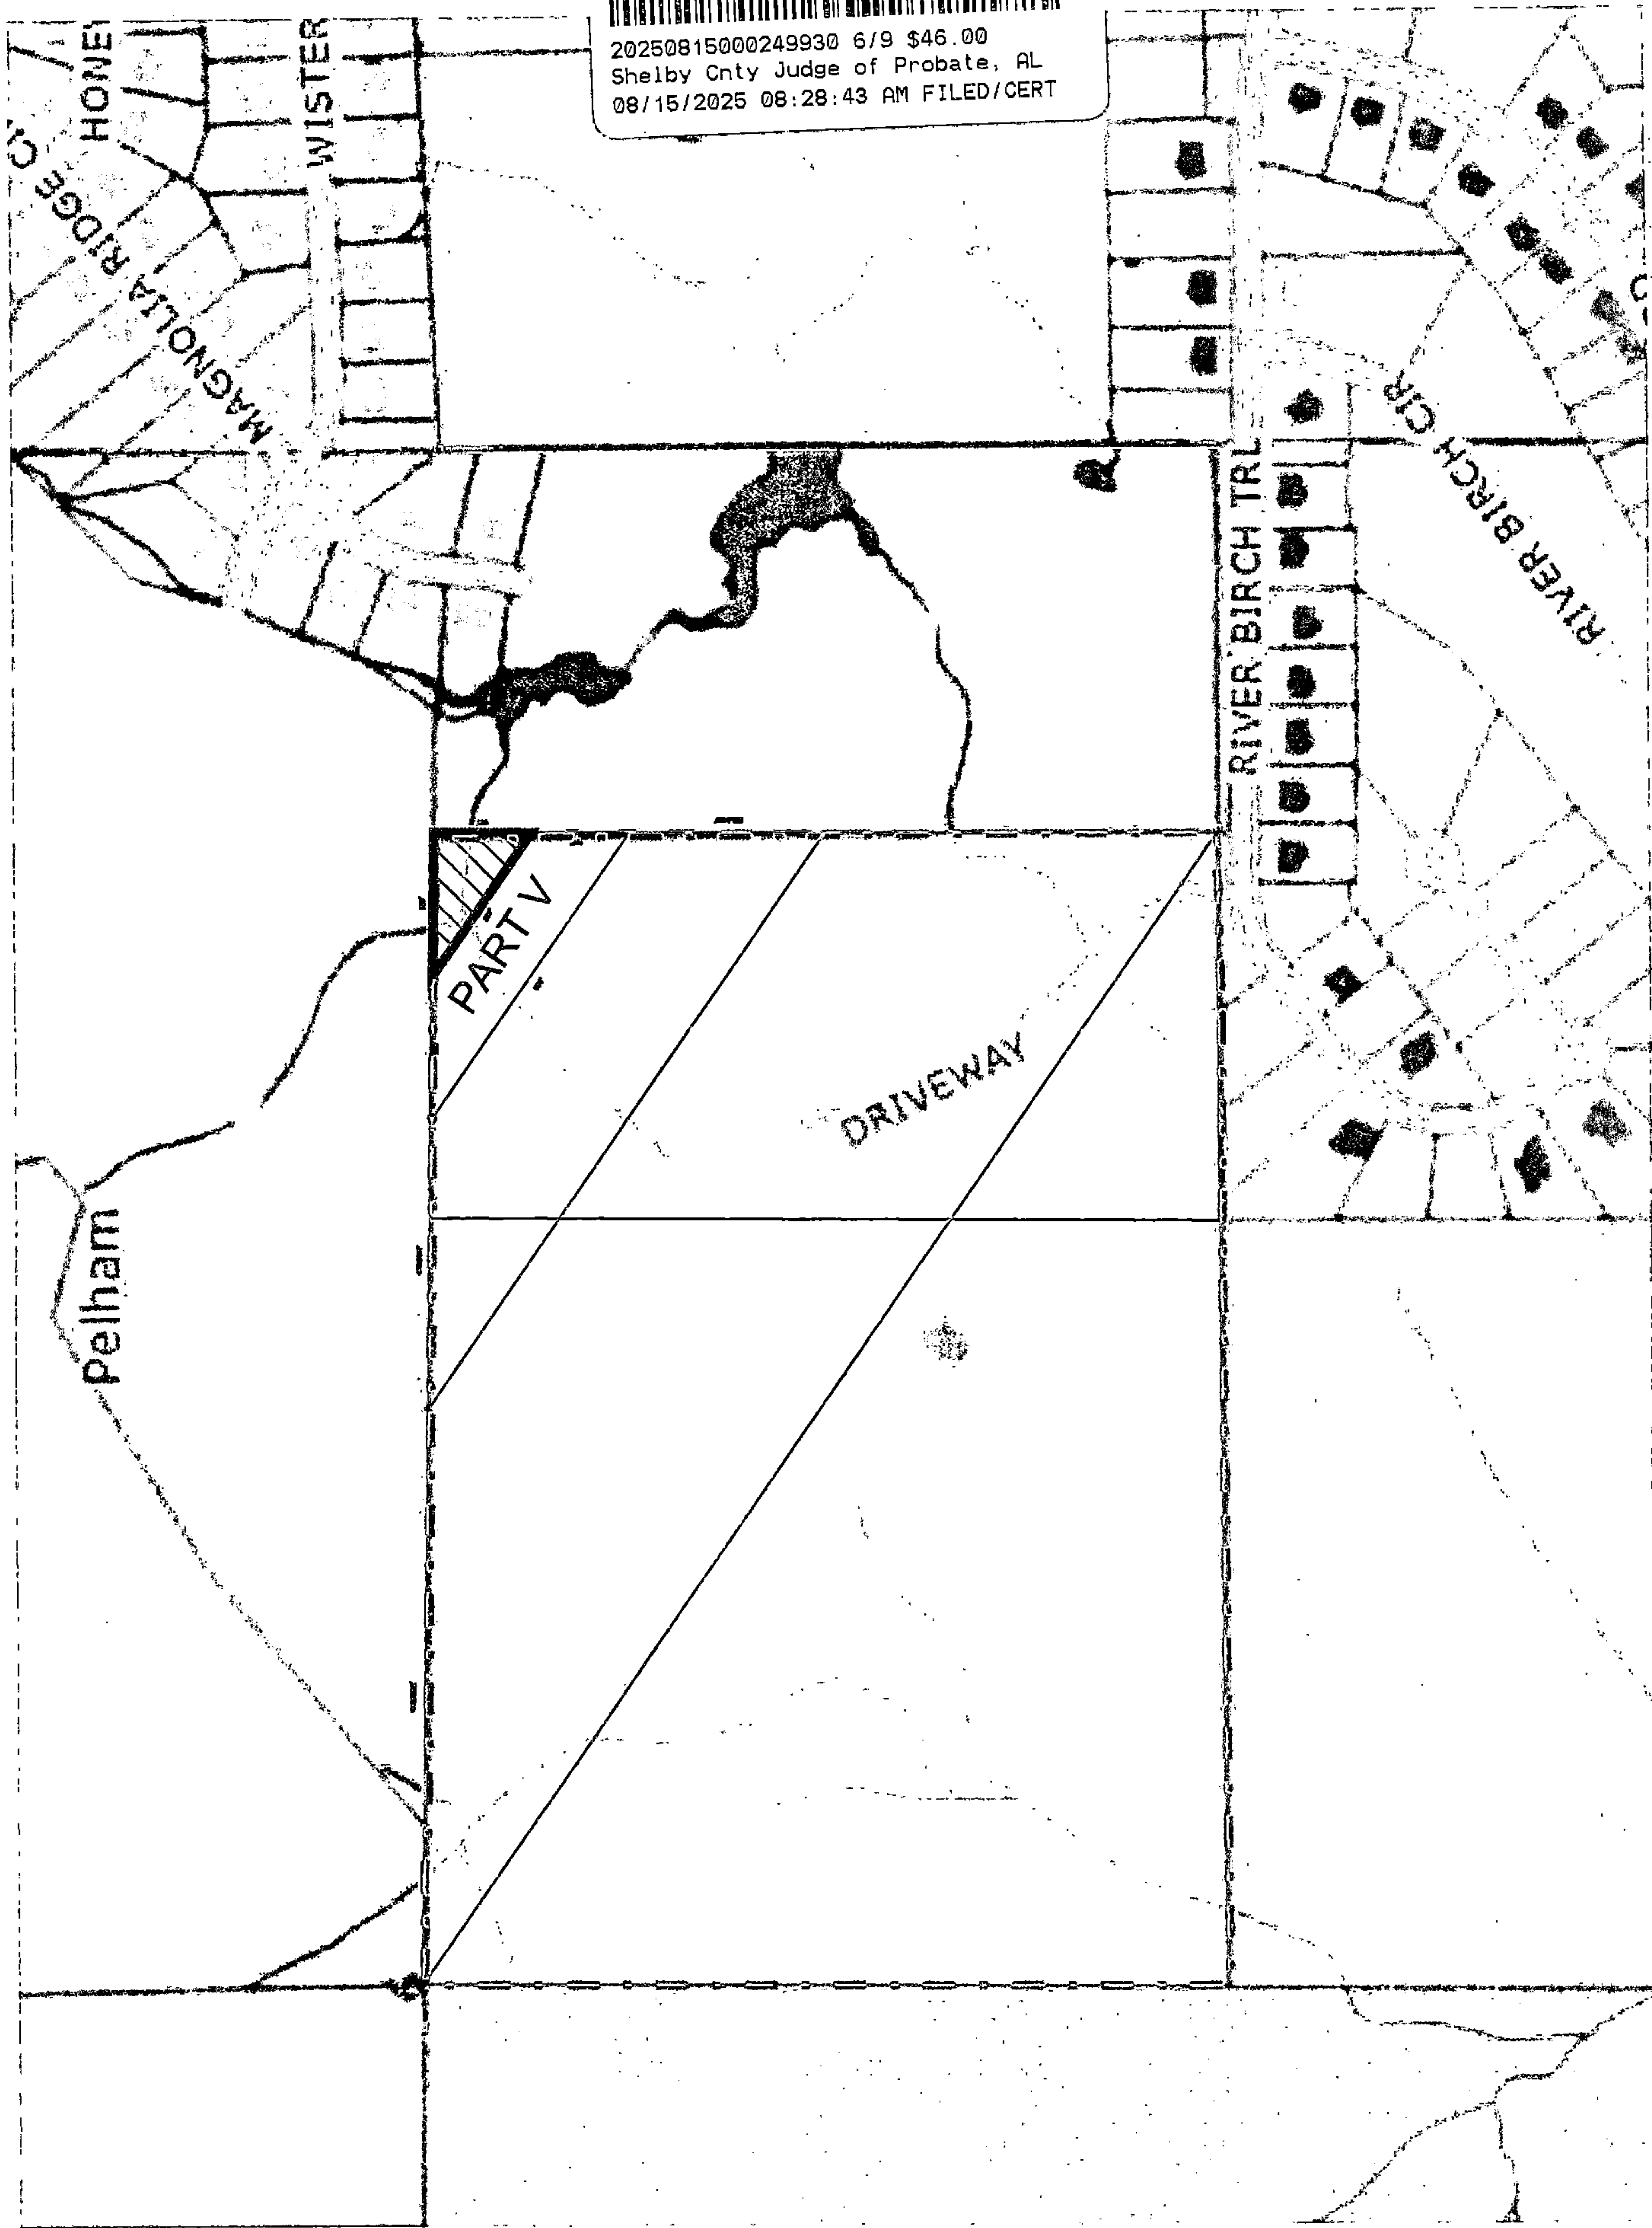 20250815000249930 6/9 $46.00
Shelby Cnty Judge of Probate, AL
08/15/2025 08:28:43 AM FILED/CERT
HONE
WISTER
MAGNOLIA RIDGE
RIVER BIRCH TRL
RIVER BIRCH CIR
PART V
DRIVEWAY
Pelham